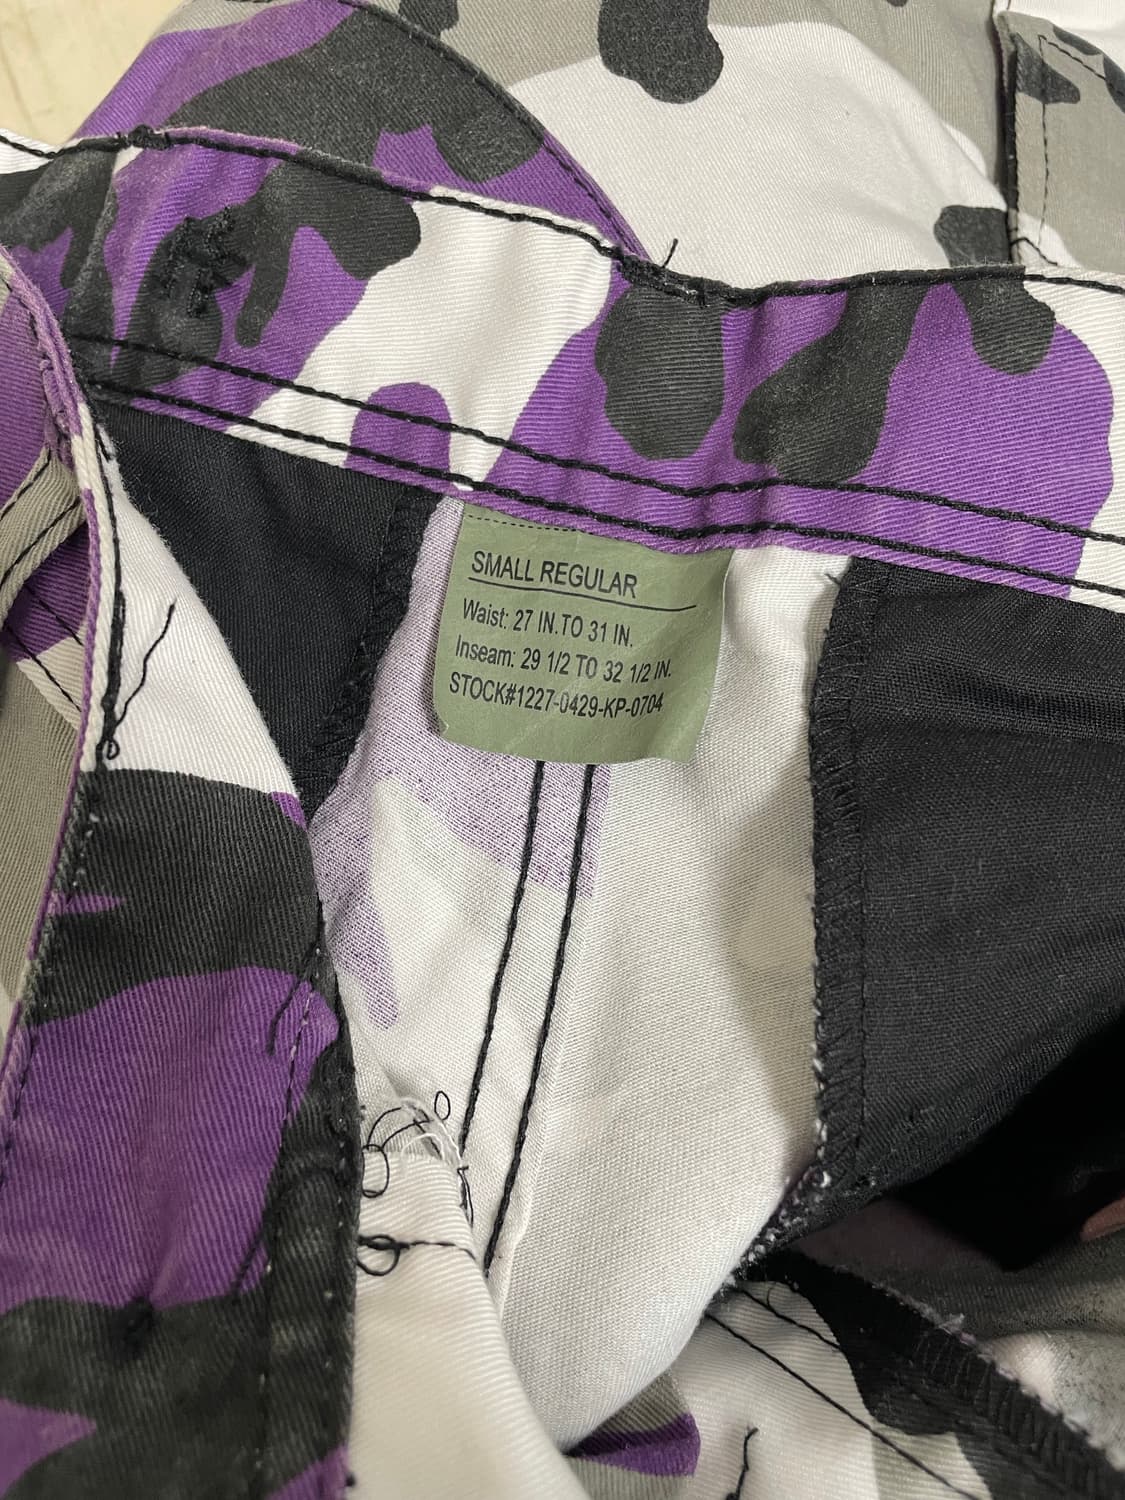 SMALL REGULAR
Waist: 27 IN.TO 31 IN.
Inseam: 29 1/2 TO 32 1/2 IN.
STOCK#1227-0429-KP-0704